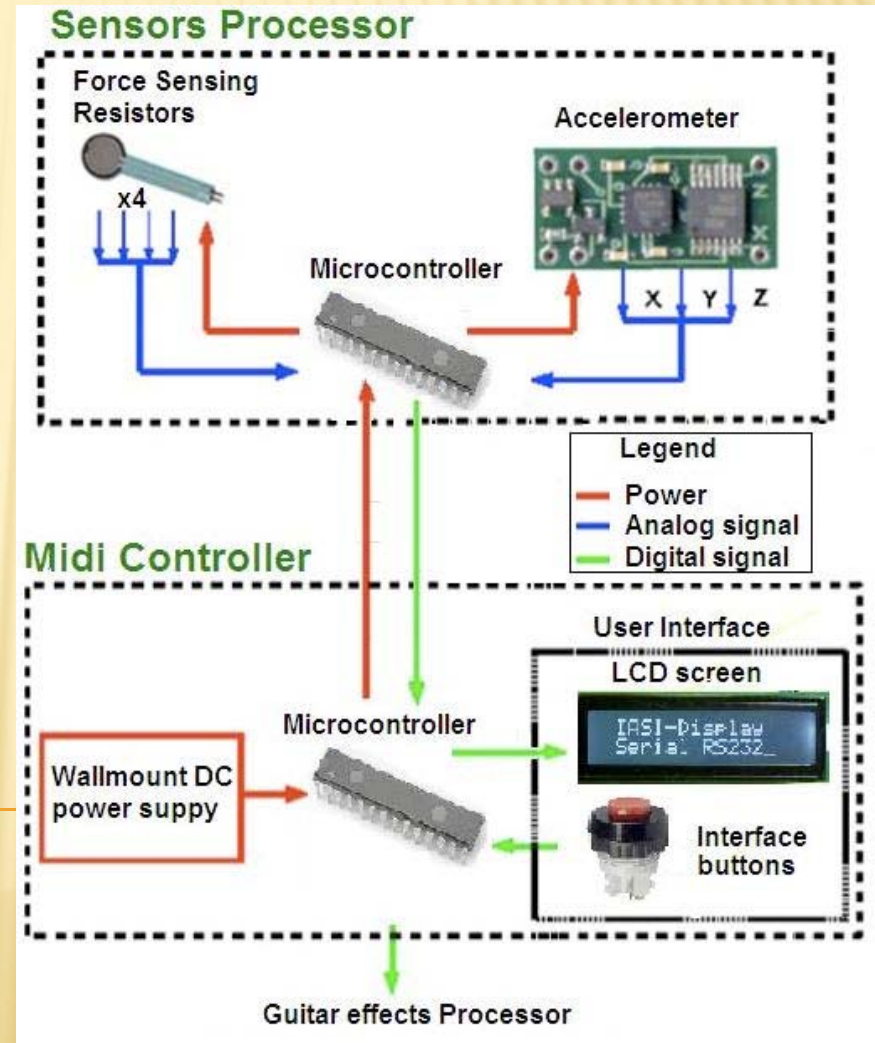 Sensors Processor
Force Sensing
Resistors
x4
Accelerometer
Microcontroller
X Y Z
Legend
Power
Analog signal
Digital signal
Midi Controller
User Interface
LCD screen
IASI-Display
Serial RS232_
Microcontroller
Wallmount DC
power suppy
Interface
buttons
Guitar effects Processor